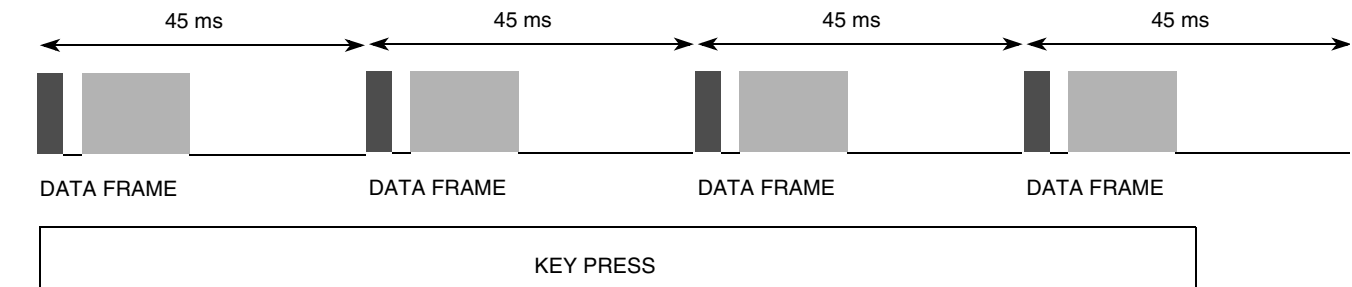 45 ms 45 ms 45 ms 45 ms
DATA FRAME DATA FRAME DATA FRAME DATA FRAME
KEY PRESS